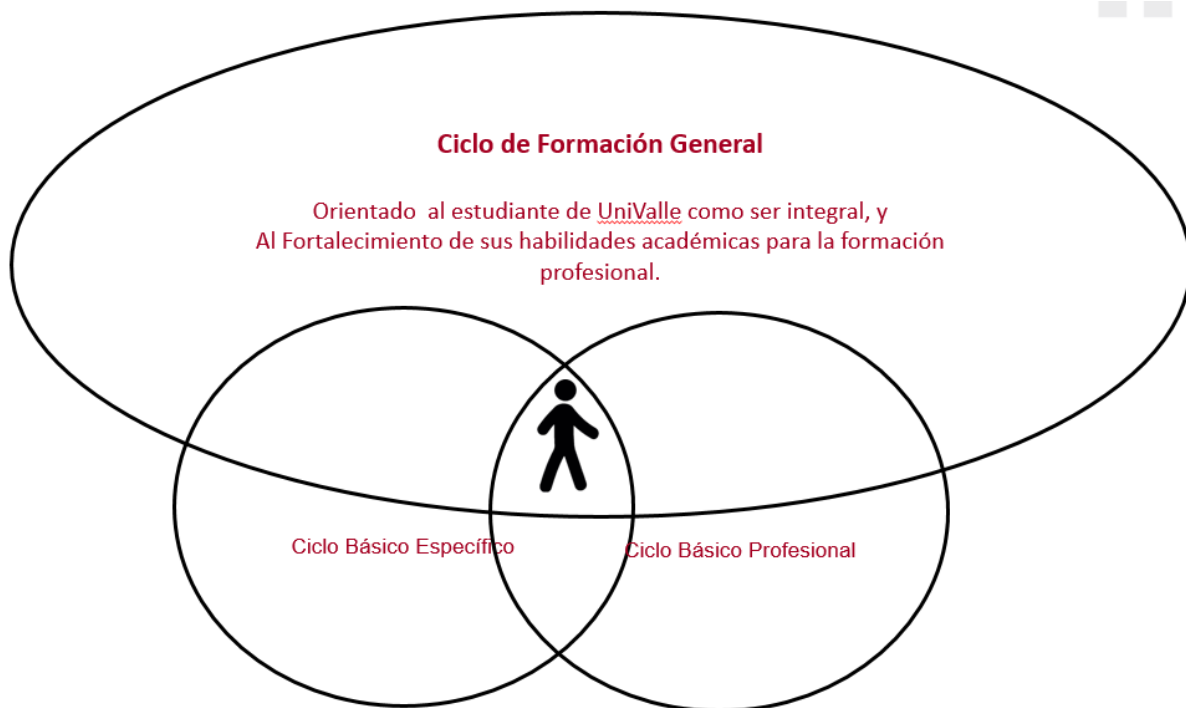 Ciclo de Formación General
Orientado al estudiante de UniValle como ser integral, y
Al Fortalecimiento de sus habilidades académicas para la formación
profesional.
Ciclo Básico Específico
Ciclo Básico Profesional